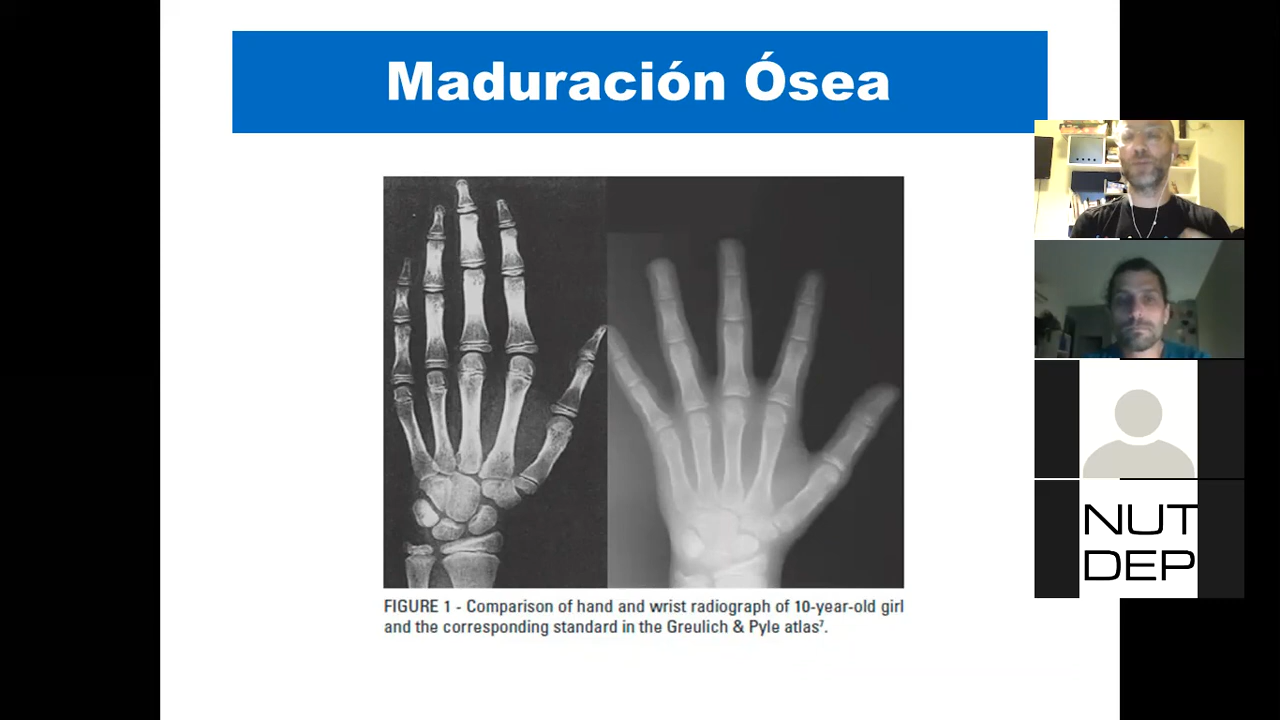 Maduración Ósea
FIGURE 1 - Comparison of hand and wrist radiograph of 10-year-old girl
and the corresponding standard in the Greulich & Pyle atlas⁷.
NUT
DEP